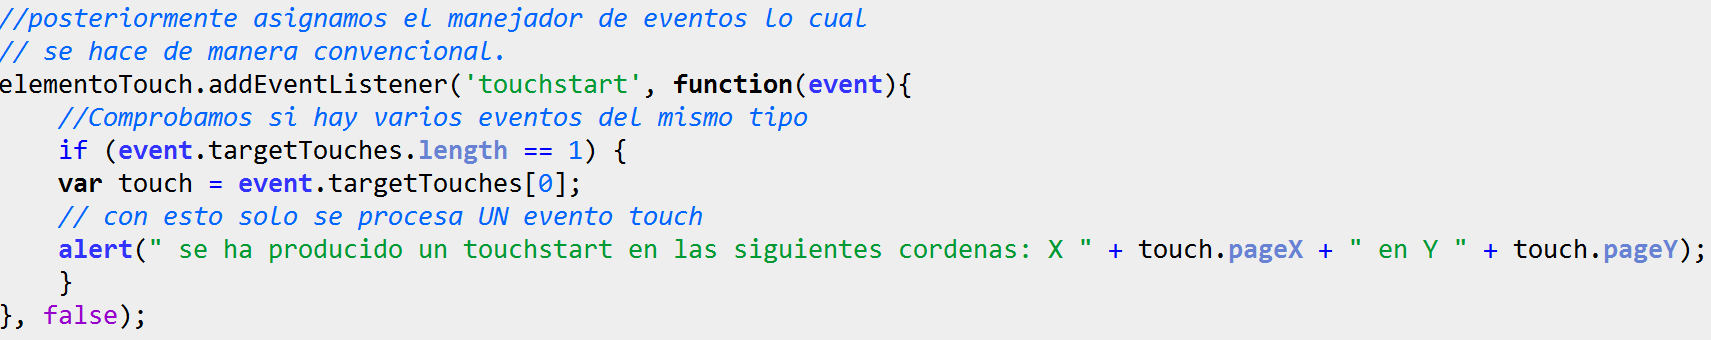 //posteriormente asignamos el manejador de eventos lo cual
// se hace de manera convencional.
elementoTouch.addEventListener('touchstart', function(event){
    //Comprobamos si hay varios eventos del mismo tipo
    if (event.targetTouches.length == 1) {
    var touch = event.targetTouches[0];
    // con esto solo se procesa UN evento touch
    alert(" se ha producido un touchstart en las siguientes cordenas: X " + touch.pageX + " en Y " + touch.pageY);
    }
}, false);